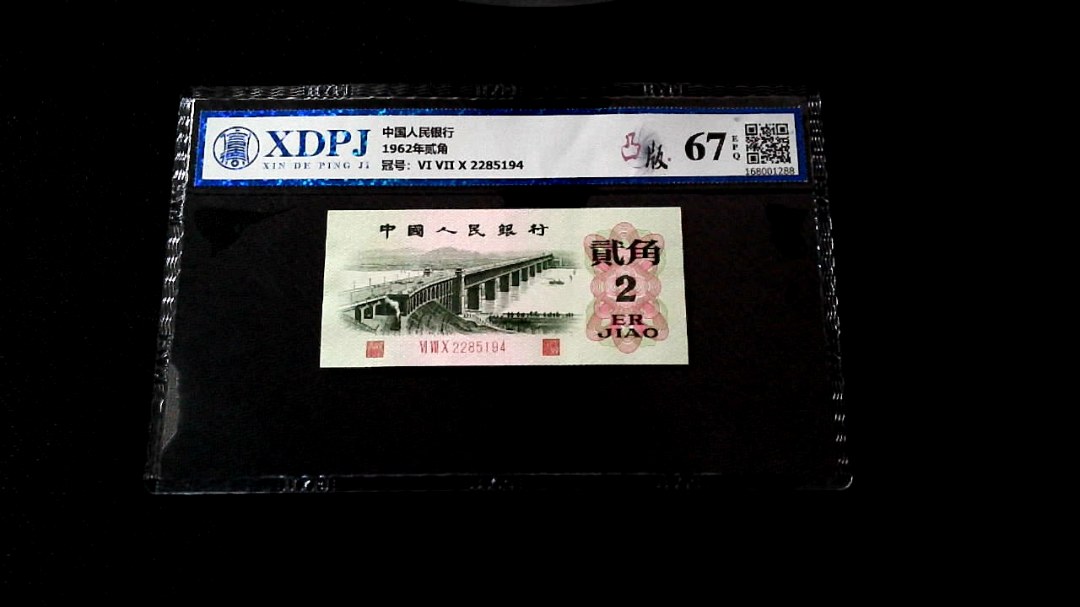 XDPJ
XIN DE PING JI
中国人民银行
1962年贰角
冠号：VI VII X 2285194
凸版
67
EPQ
168001288
中國人民銀行
貳角
2
ER
JIAO
VI VII X 2285194